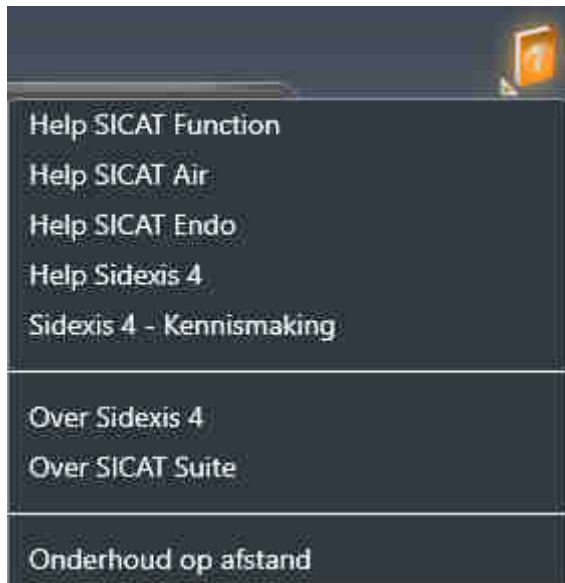 Help SICAT Function
Help SICAT Air
Help SICAT Endo
Help Sidexis 4
Sidexis 4 - Kennismaking
Over Sidexis 4
Over SICAT Suite
Onderhoud op afstand